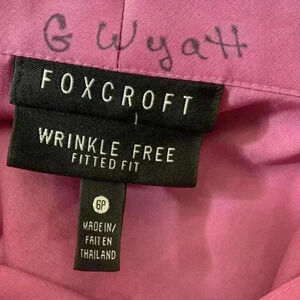 G Wyatt
FOXCROFT
WRINKLE FREE
FITTED FIT
6P
MADE IN/
FAIT EN
THAILAND